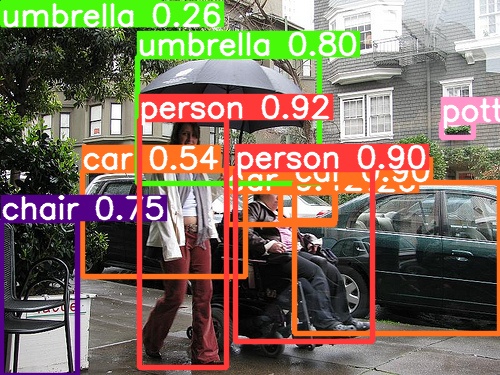 umbrella 0.26
umbrella 0.80
person 0.92
pott
car 0.54
person 0.90
chair 0.75